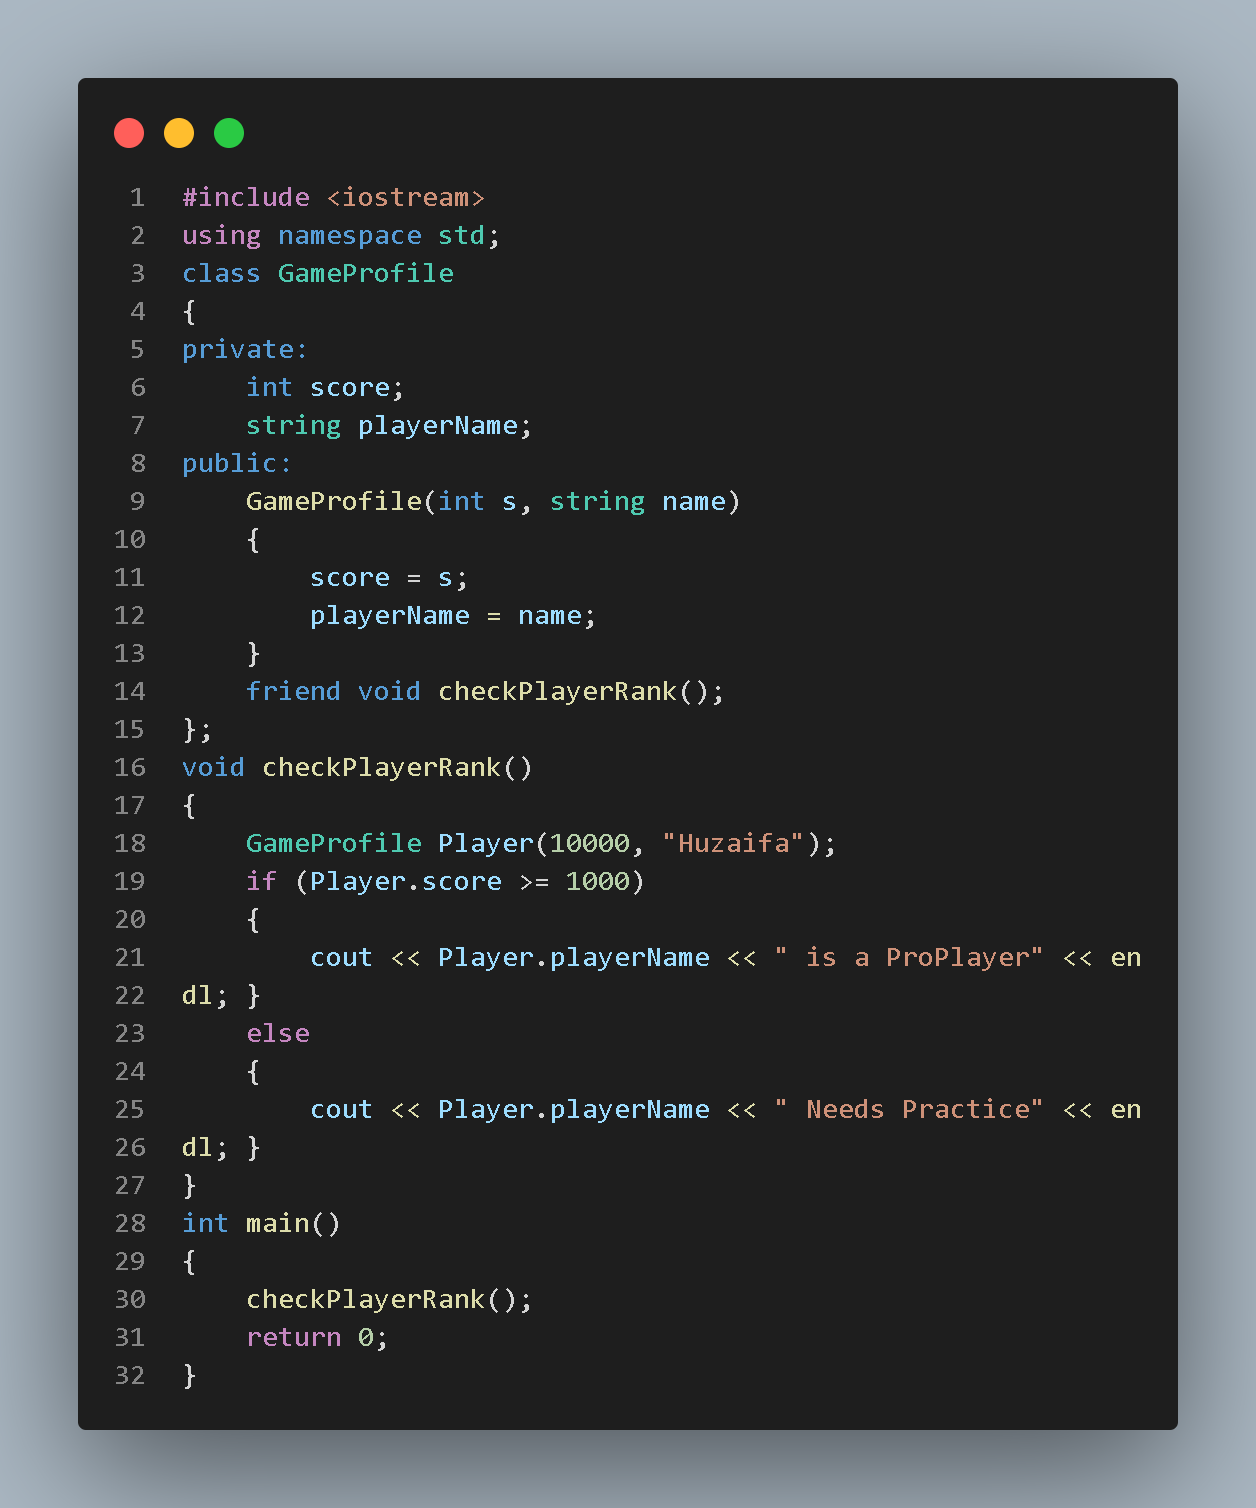 1 #include <iostream>
2 using namespace std;
3 class GameProfile
4 {
5 private:
6     int score;
7     string playerName;
8 public:
9     GameProfile(int s, string name)
10     {
11         score = s;
12         playerName = name;
13     }
14     friend void checkPlayerRank();
15 };
16 void checkPlayerRank()
17 {
18     GameProfile Player(10000, "Huzaifa");
19     if (Player.score >= 1000)
20     {
21         cout << Player.playerName << " is a ProPlayer" << en
22 dl; }
23     else
24     {
25         cout << Player.playerName << " Needs Practice" << en
26 dl; }
27 }
28 int main()
29 {
30     checkPlayerRank();
31     return 0;
32 }